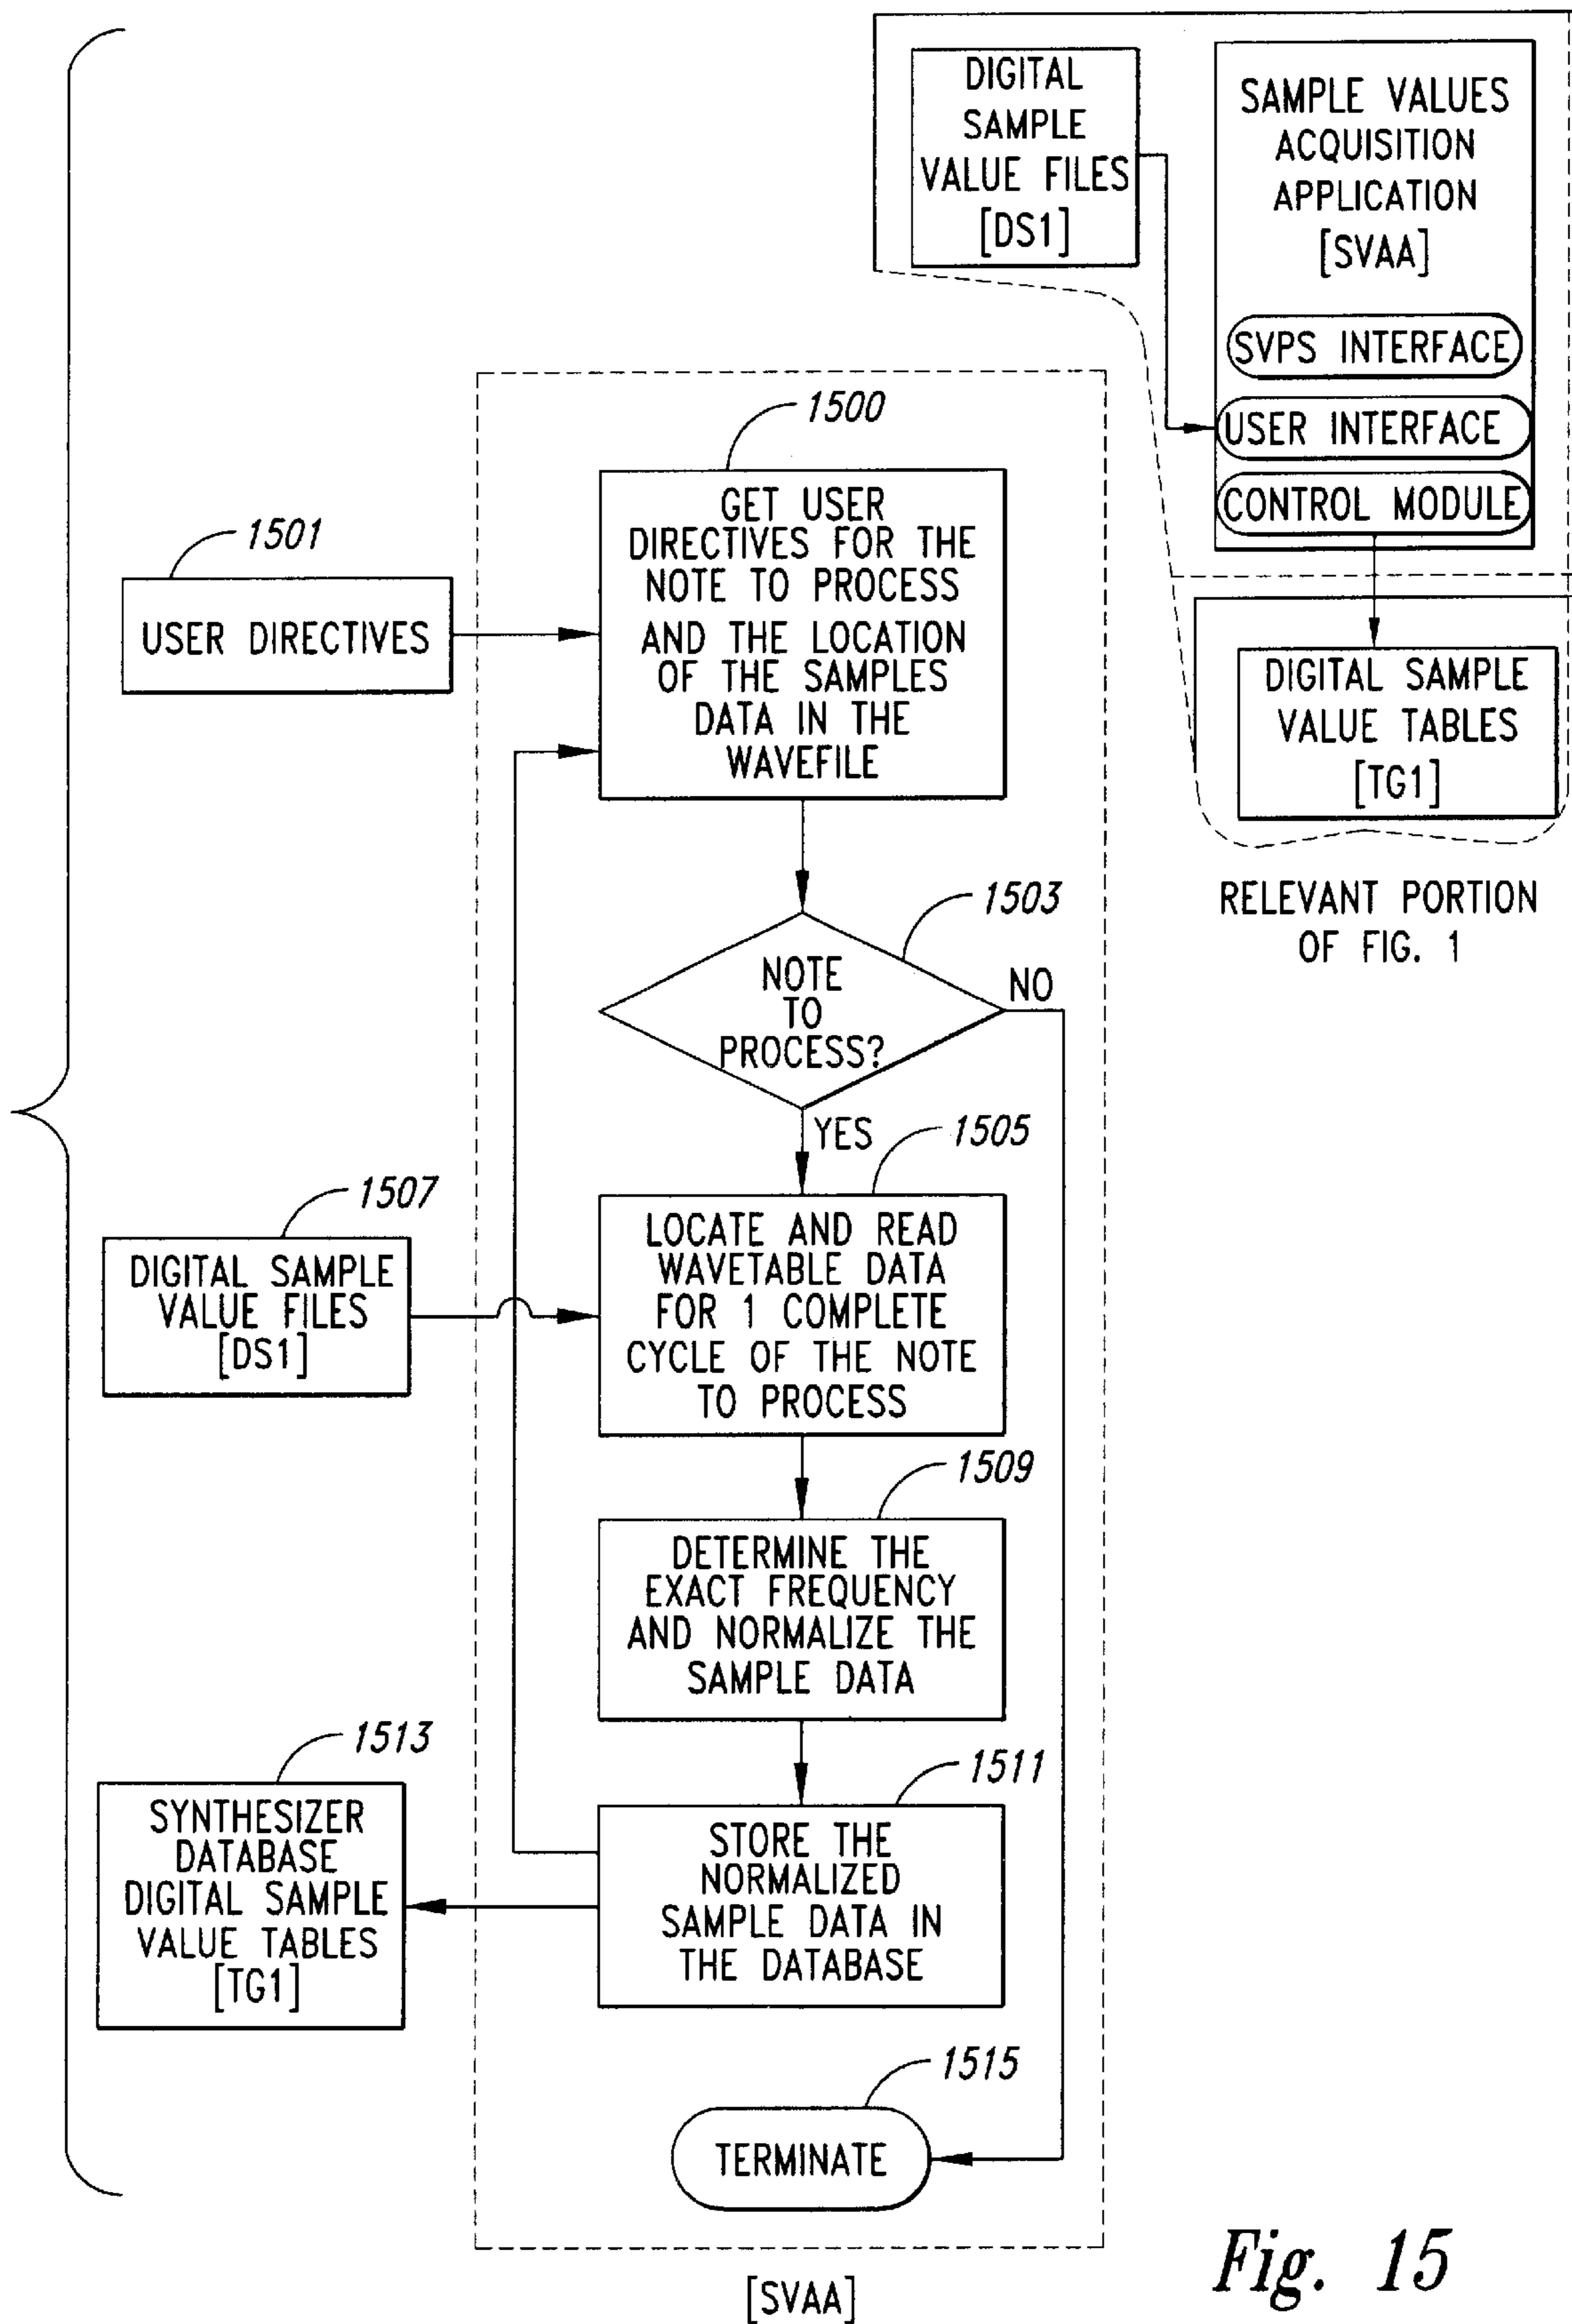 DIGITAL
SAMPLE
VALUE FILES
[DS1]
SAMPLE VALUES
ACQUISITION
APPLICATION
[SVAA]
SVPS INTERFACE
USER INTERFACE
CONTROL MODULE
DIGITAL SAMPLE
VALUE TABLES
[TG1]
RELEVANT PORTION
OF FIG. 1
1500
GET USER
DIRECTIVES FOR THE
NOTE TO PROCESS
AND THE LOCATION
OF THE SAMPLES
DATA IN THE
WAVEFILE
1501
USER DIRECTIVES
1503
NOTE
TO
PROCESS?
NO
YES
1505
LOCATE AND READ
WAVETABLE DATA
FOR 1 COMPLETE
CYCLE OF THE NOTE
TO PROCESS
1507
DIGITAL SAMPLE
VALUE FILES
[DS1]
1509
DETERMINE THE
EXACT FREQUENCY
AND NORMALIZE THE
SAMPLE DATA
1511
STORE THE
NORMALIZED
SAMPLE DATA IN
THE DATABASE
1513
SYNTHESIZER
DATABASE
DIGITAL SAMPLE
VALUE TABLES
[TG1]
1515
TERMINATE
[SVAA]
Fig. 15